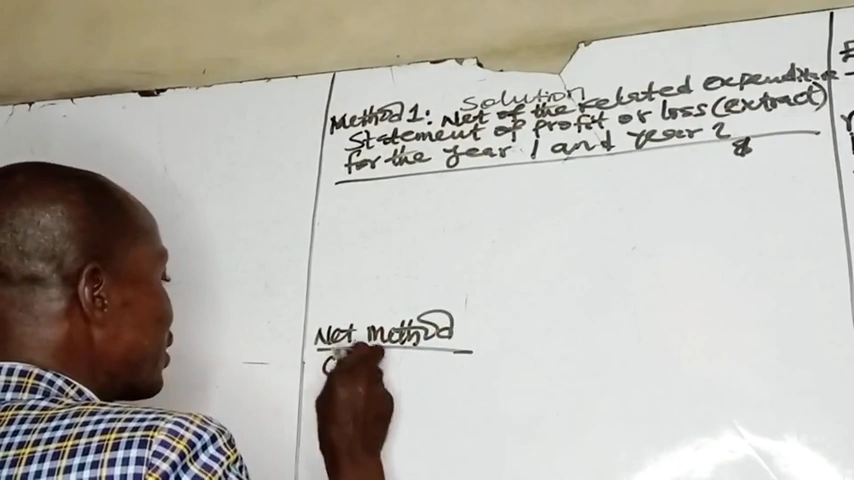 Solution
Method 1: Net of the related expenditure
Statement of profit or loss (extract)
for the year 1 and year 2
Net method